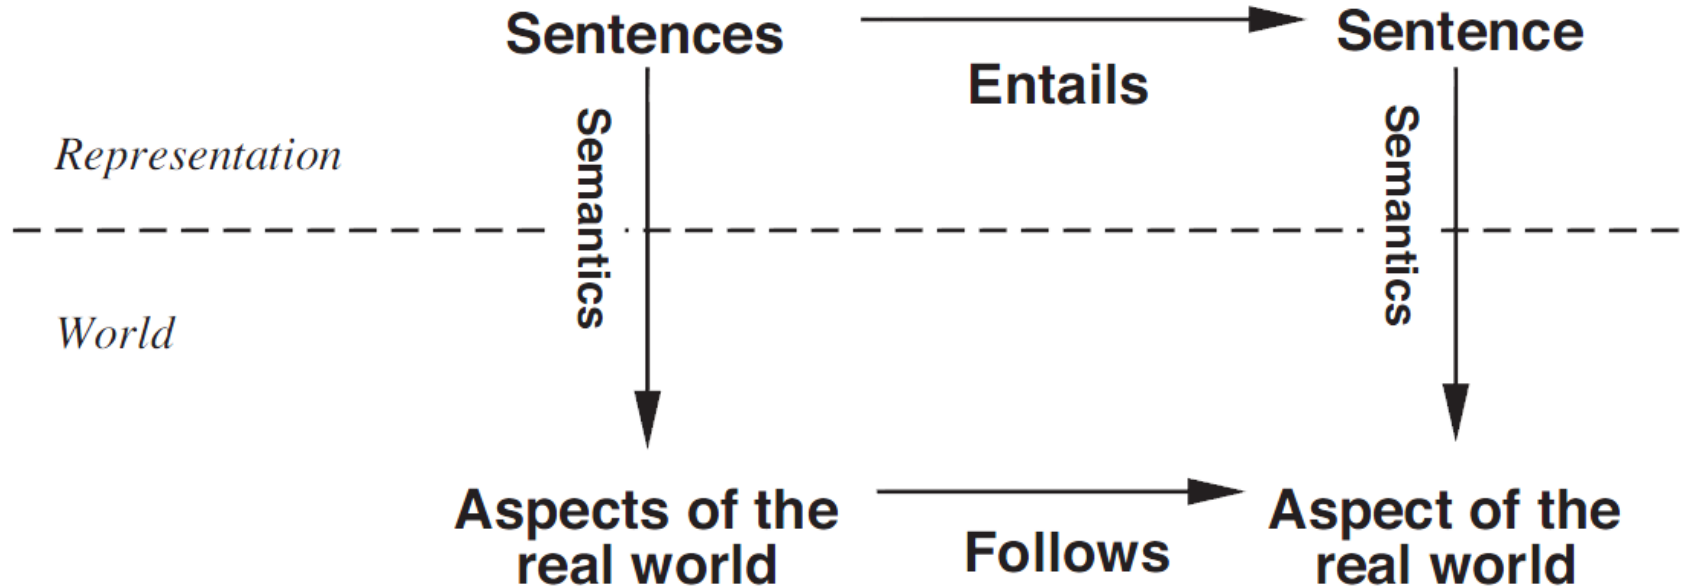 Sentences
Sentence
Entails
Semantics
Semantics
Representation
World
Aspects of the
real world
Follows
Aspect of the
real world